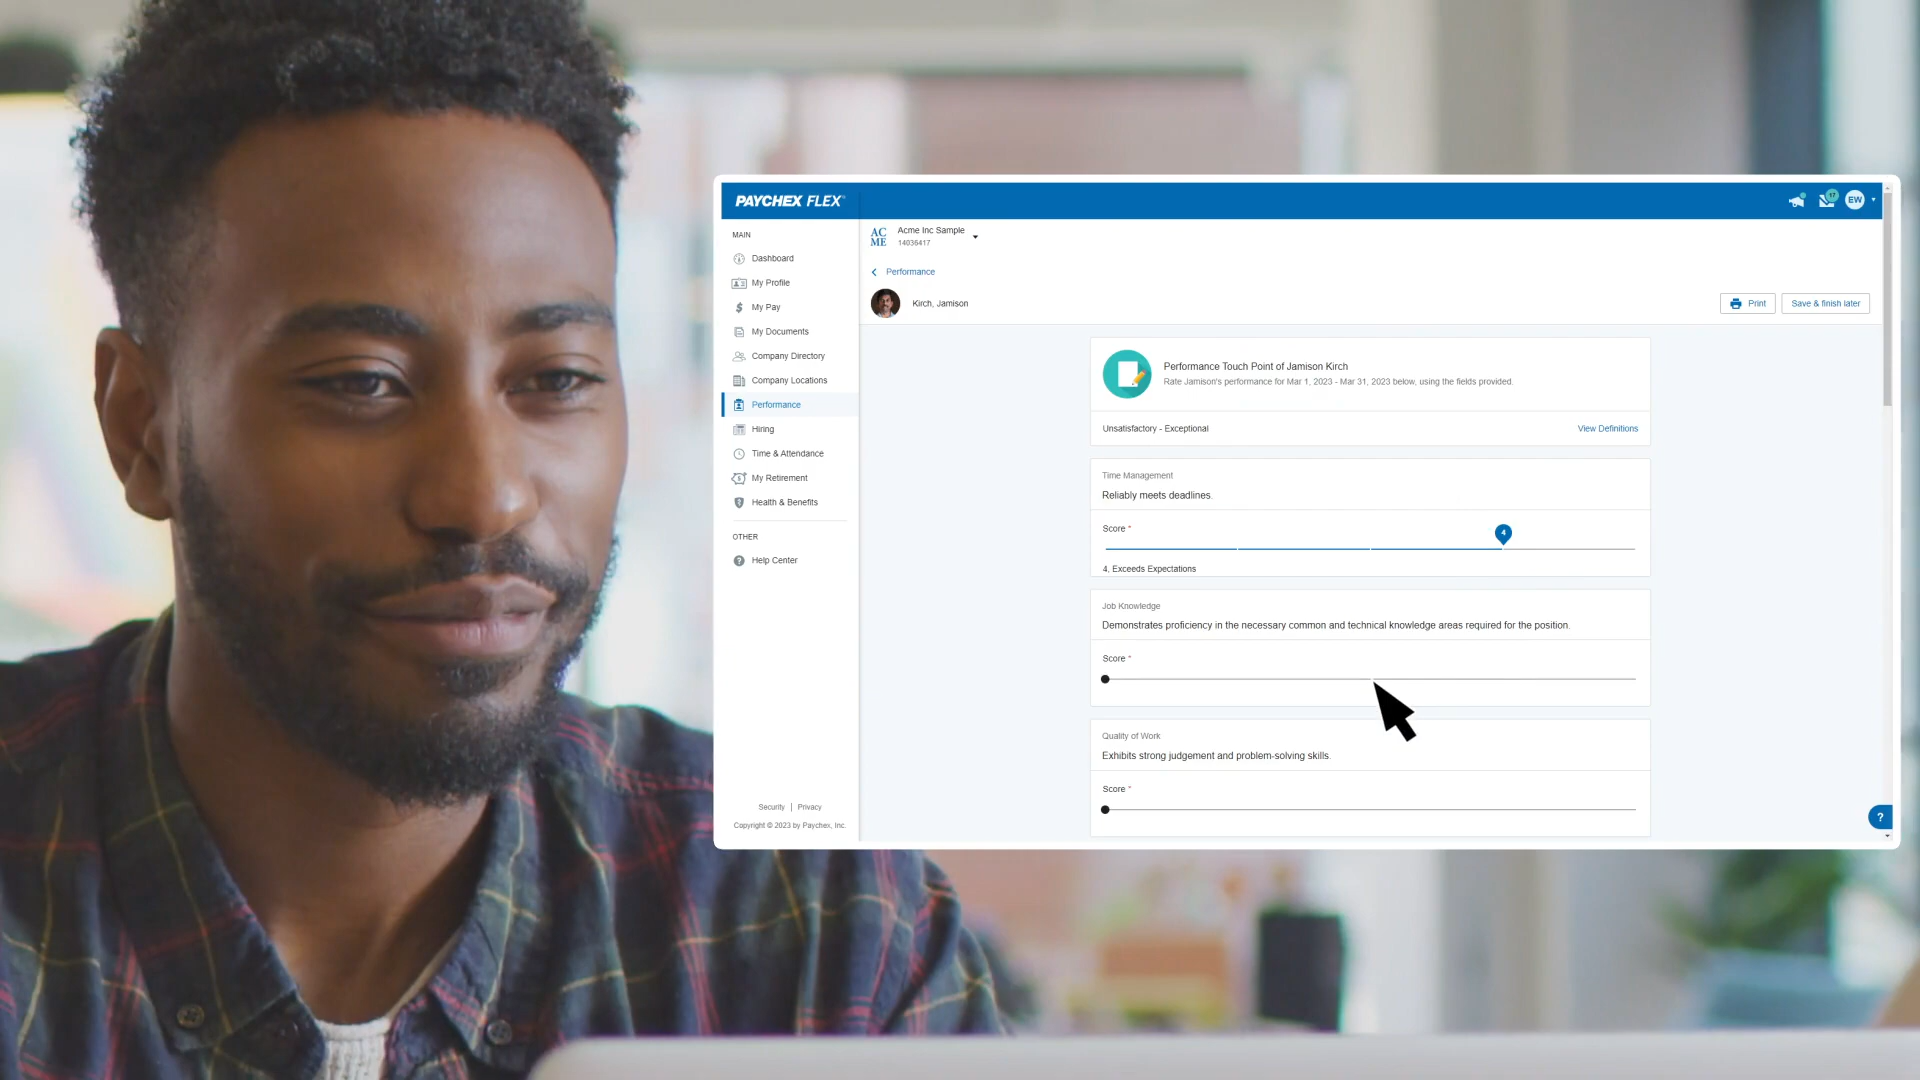 PAYCHEX FLEX®
17
EW
MAIN
Dashboard
My Profile
My Pay
My Documents
Company Directory
Company Locations
Performance
Hiring
Time & Attendance
My Retirement
Health & Benefits
OTHER
Help Center
Security | Privacy
Copyright © 2023 by Paychex, Inc.
AC
ME
Acme Inc Sample
14036417
Performance
Kirch, Jamison
Print
Save & finish later
Performance Touch Point of Jamison Kirch
Rate Jamison's performance for Mar 1, 2023 - Mar 31, 2023 below, using the fields provided.
Unsatisfactory - Exceptional
View Definitions
Time Management
Reliably meets deadlines.
Score *
4
4, Exceeds Expectations
Job Knowledge
Demonstrates proficiency in the necessary common and technical knowledge areas required for the position.
Score *
Quality of Work
Exhibits strong judgement and problem-solving skills.
Score *
?